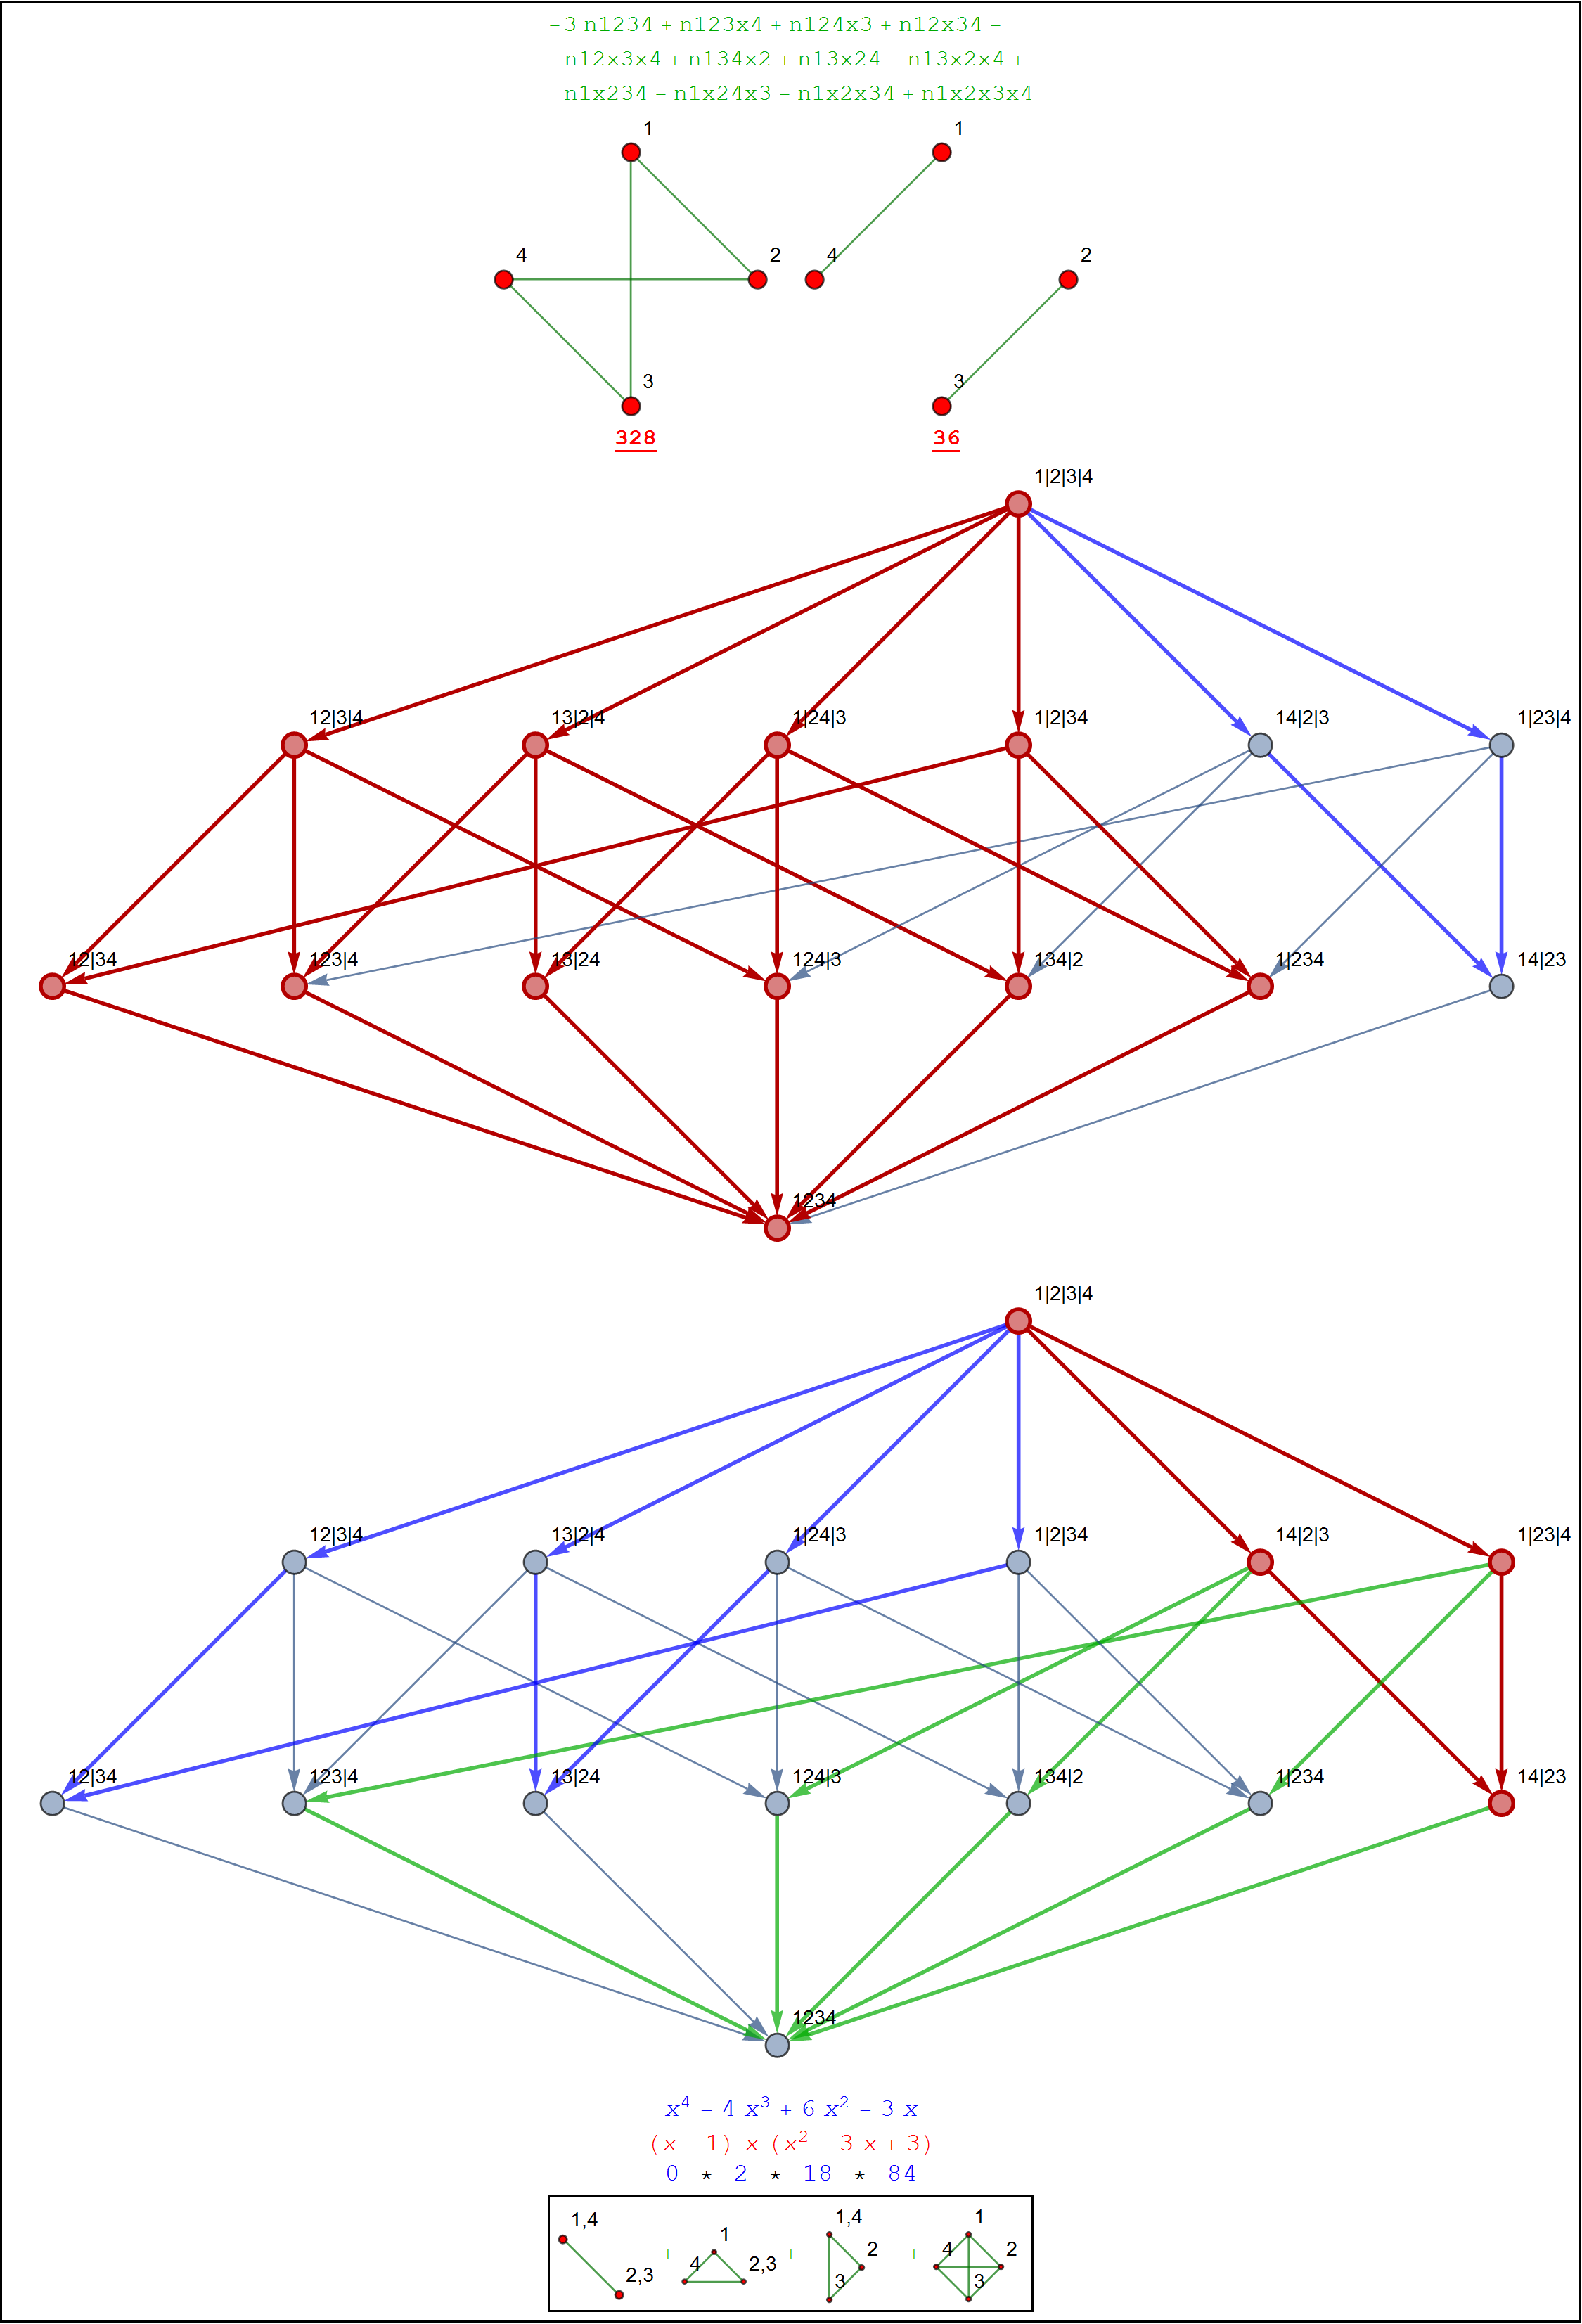 -3 n1234 + n123x4 + n124x3 + n12x34 -
n12x3x4 + n134x2 + n13x24 - n13x2x4 +
n1x234 - n1x24x3 - n1x2x34 + n1x2x3x4
1 1
4 2 4 2
3 3
328 36
1|2|3|4
12|3|4 13|2|4 1|24|3 1|2|34 14|2|3 1|23|4
12|34 123|4 13|24 124|3 134|2 1|234 14|23
1234
1|2|3|4
12|3|4 13|2|4 1|24|3 1|2|34 14|2|3 1|23|4
12|34 123|4 13|24 124|3 134|2 1|234 14|23
1234
x⁴ - 4 x³ + 6 x² - 3 x
(x - 1) x (x² - 3 x + 3)
0 * 2 * 18 * 84
1,4 2,3 + 1 4 2,3 + 1,4 2 3 + 1 4 2 3